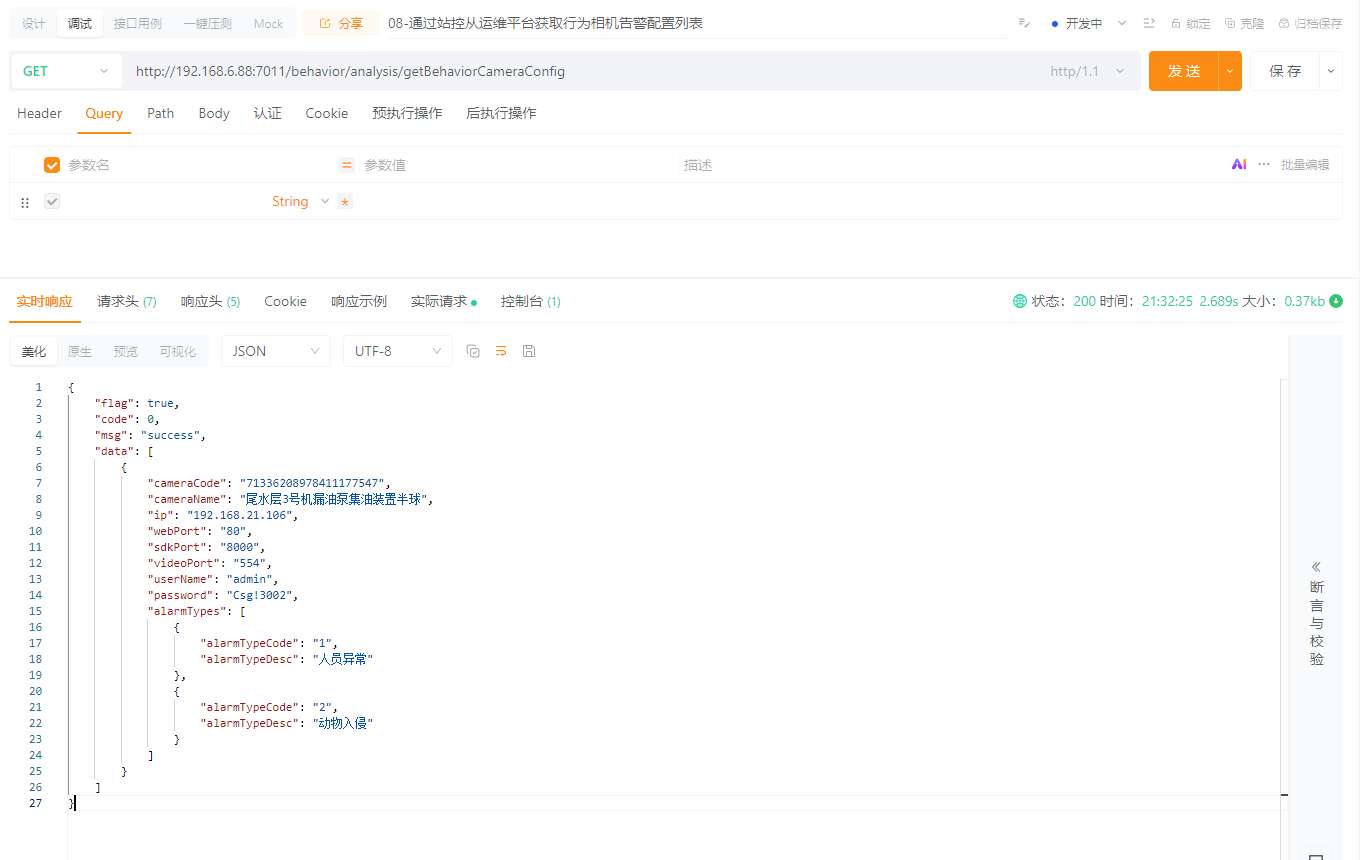 设计 调试 接口用例 一键压测 Mock 分享 08-通过站控从运维平台获取行为相机告警配置列表 开发中 锁定 克隆 归档保存
GET http://192.168.6.88:7011/behavior/analysis/getBehaviorCameraConfig http/1.1 发 送 保 存
Header Query Path Body 认证 Cookie 预执行操作 后执行操作
参数名 = 参数值 描述 AI ··· 批量编辑
String *
实时响应 请求头 (7) 响应头 (5) Cookie 响应示例 实际请求 控制台 (1) 状态： 200 时间： 21:32:25 2.689s 大小： 0.37kb
美化 原生 预览 可视化 JSON UTF-8
1 {
2 "flag": true,
3 "code": 0,
4 "msg": "success",
5 "data": [
6 {
7 "cameraCode": "71336208978411177547",
8 "cameraName": "尾水层3号机漏油泵集油装置半球",
9 "ip": "192.168.21.106",
10 "webPort": "80",
11 "sdkPort": "8000",
12 "videoPort": "554",
13 "userName": "admin",
14 "password": "Csg!3002",
15 "alarmTypes": [
16 {
17 "alarmTypeCode": "1",
18 "alarmTypeDesc": "人员异常"
19 },
20 {
21 "alarmTypeCode": "2",
22 "alarmTypeDesc": "动物入侵"
23 }
24 ]
25 }
26 ]
27 }
断言与校验